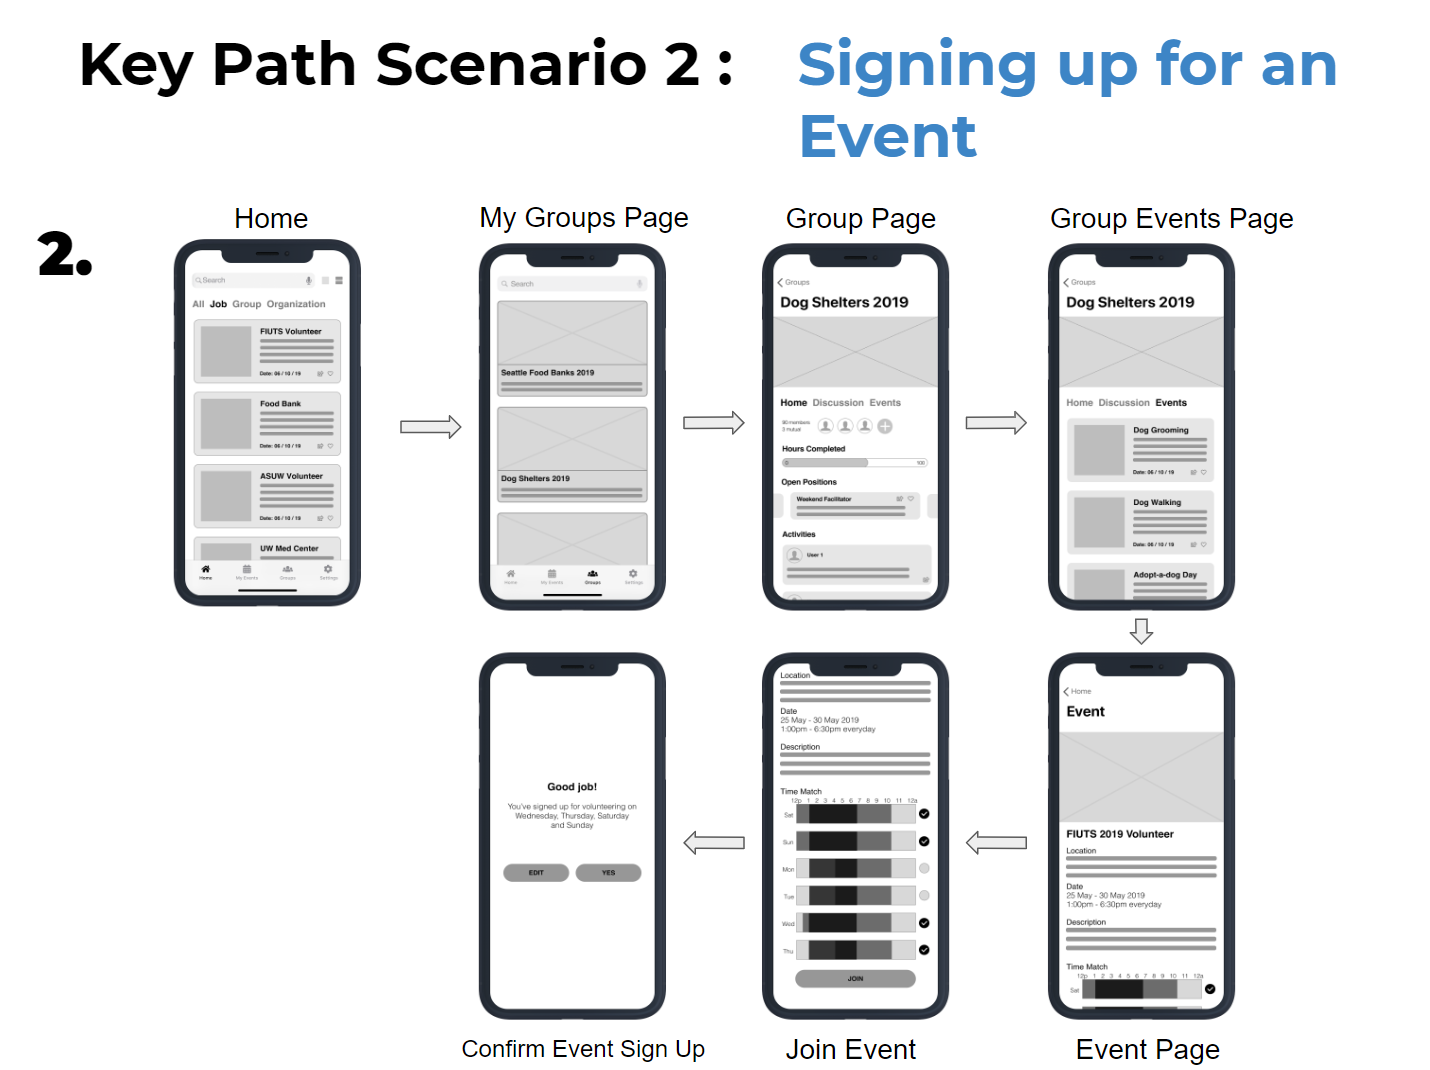 Key Path Scenario 2 : Signing up for an
Event
2.
Home
Search
All Job Group Organization
FIUTS Volunteer
Date: 06 / 10 / 19
Food Bank
Date: 06 / 10 / 19
ASUW Volunteer
Date: 06 / 10 / 19
UW Med Center
Home My Events Groups Settings
My Groups Page
Search
Seattle Food Banks 2019
Dog Shelters 2019
Home My Events Groups Settings
Group Page
Groups
Dog Shelters 2019
Home Discussion Events
members
3 mutual
Hours Completed
0 100
Open Positions
Weekend Facilitator
Activities
User 1
Group Events Page
Groups
Dog Shelters 2019
Home Discussion Events
Dog Grooming
Date: 06 / 10 / 19
Dog Walking
Date: 06 / 10 / 19
Adopt-a-dog Day
Good job!
You've signed up for volunteering on
Wednesday, Thursday, Saturday
and Sunday
EDIT YES
Confirm Event Sign Up
Location
Date
25 May - 30 May 2019
1:00pm - 6:30pm everyday
Description
Time Match
12p 1 2 3 4 5 6 7 8 9 10 11 12a
Sat
Sun
Mon
Tue
Wed
Thu
JOIN
Join Event
Home
Event
FIUTS 2019 Volunteer
Location
Date
25 May - 30 May 2019
1:00pm - 6:30pm everyday
Description
Time Match
12p 1 2 3 4 5 6 7 8 9 10 11 12a
Sat
Event Page